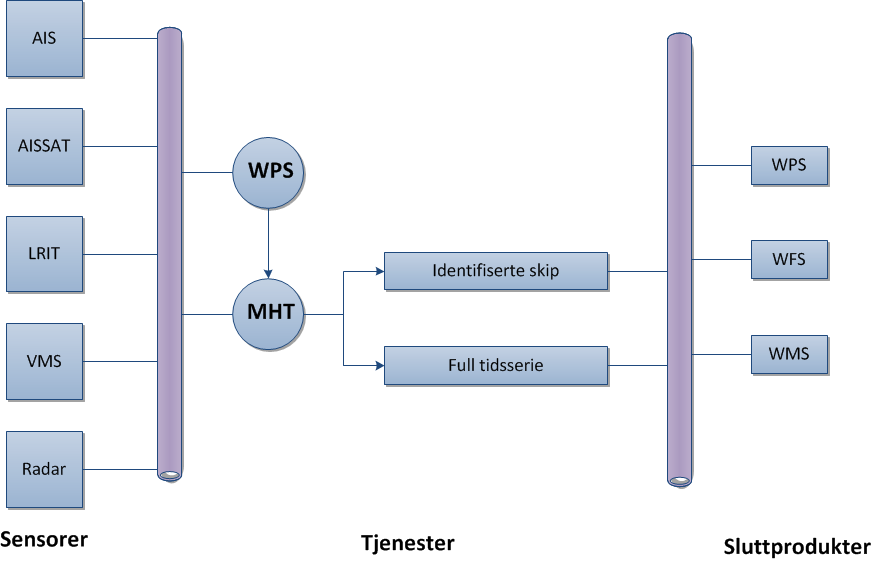 AIS
AISSAT
LRIT
VMS
Radar
Sensorer
WPS
MHT
Identifiserte skip
Full tidsserie
Tjenester
WPS
WFS
WMS
Sluttprodukter